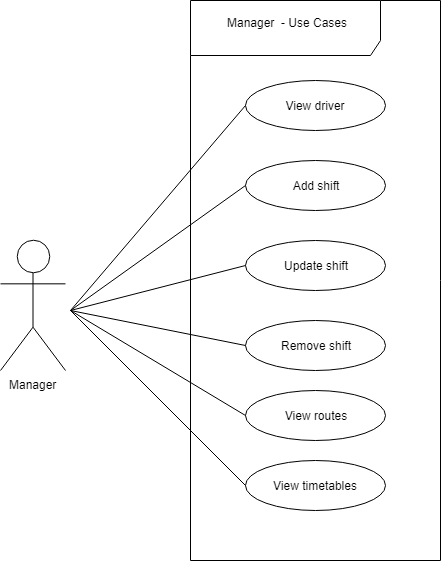 Manager - Use Cases
View driver
Add shift
Update shift
Remove shift
Manager
View routes
View timetables